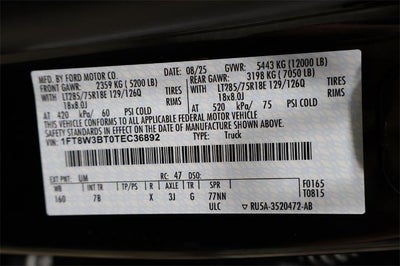 MFD. BY FORD MOTOR CO.
08/25 GVWR: 5443 KG (12000 LB)
FRONT GAWR: 2359 KG (5200 LB) REAR GAWR: 3198 KG (7050 LB)
WITH LT285/75R18E 129/126Q TIRES WITH LT285/75R18E 129/126Q TIRES
18x8.0J RIMS 18x8.0J RIMS
AT 420 kPa/ 60 PSI COLD AT 520 kPa/ 75 PSI COLD
THIS VEHICLE CONFORMS TO ALL APPLICABLE FEDERAL MOTOR VEHICLE SAFETY STANDARDS IN EFFECT ON THE DATE OF MANUFACTURE SHOWN ABOVE.
VIN: 1FT8W3BT0TEC36892 TYPE: Truck
EXT PNT: UM RC: 47 DSO:
WB INT TR TP/PS R AXLE TR SPR F0165
160 7B X 3J G 77NN T0815
ULC ▽ RU5A-3520472-AB